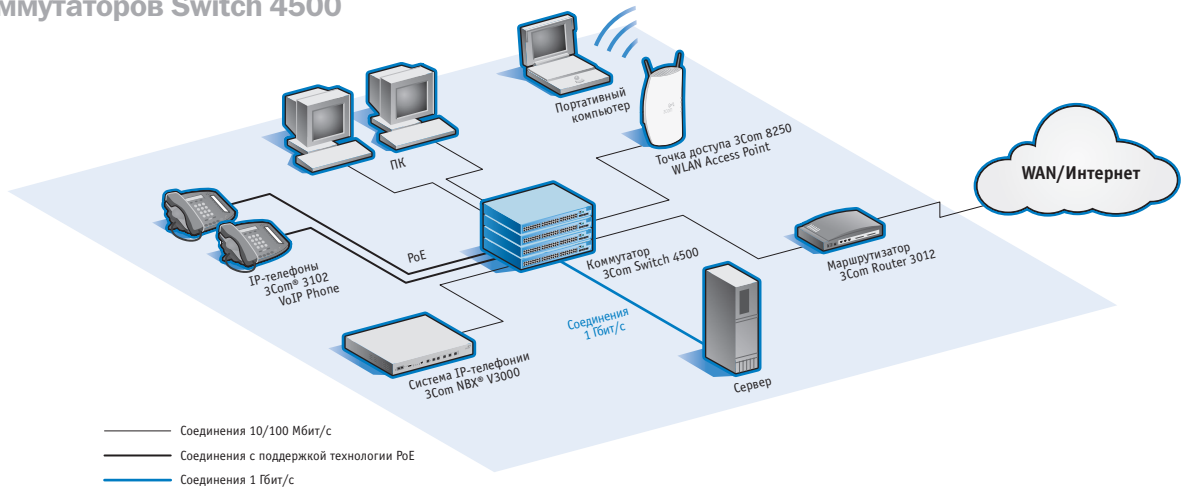 ммутаторов Switch 4500
Портативный
компьютер
ПК
Точка доступа 3Com 8250
WLAN Access Point
WAN/Интернет
IP-телефоны
3Com® 3102
VoIP Phone
PoE
Коммутатор
3Com Switch 4500
Маршрутизатор
3Com Router 3012
Соединения
1 Гбит/с
Система IP-телефонии
3Com NBX® V3000
Сервер
Соединения 10/100 Мбит/с
Соединения с поддержкой технологии PoE
Соединения 1 Гбит/с